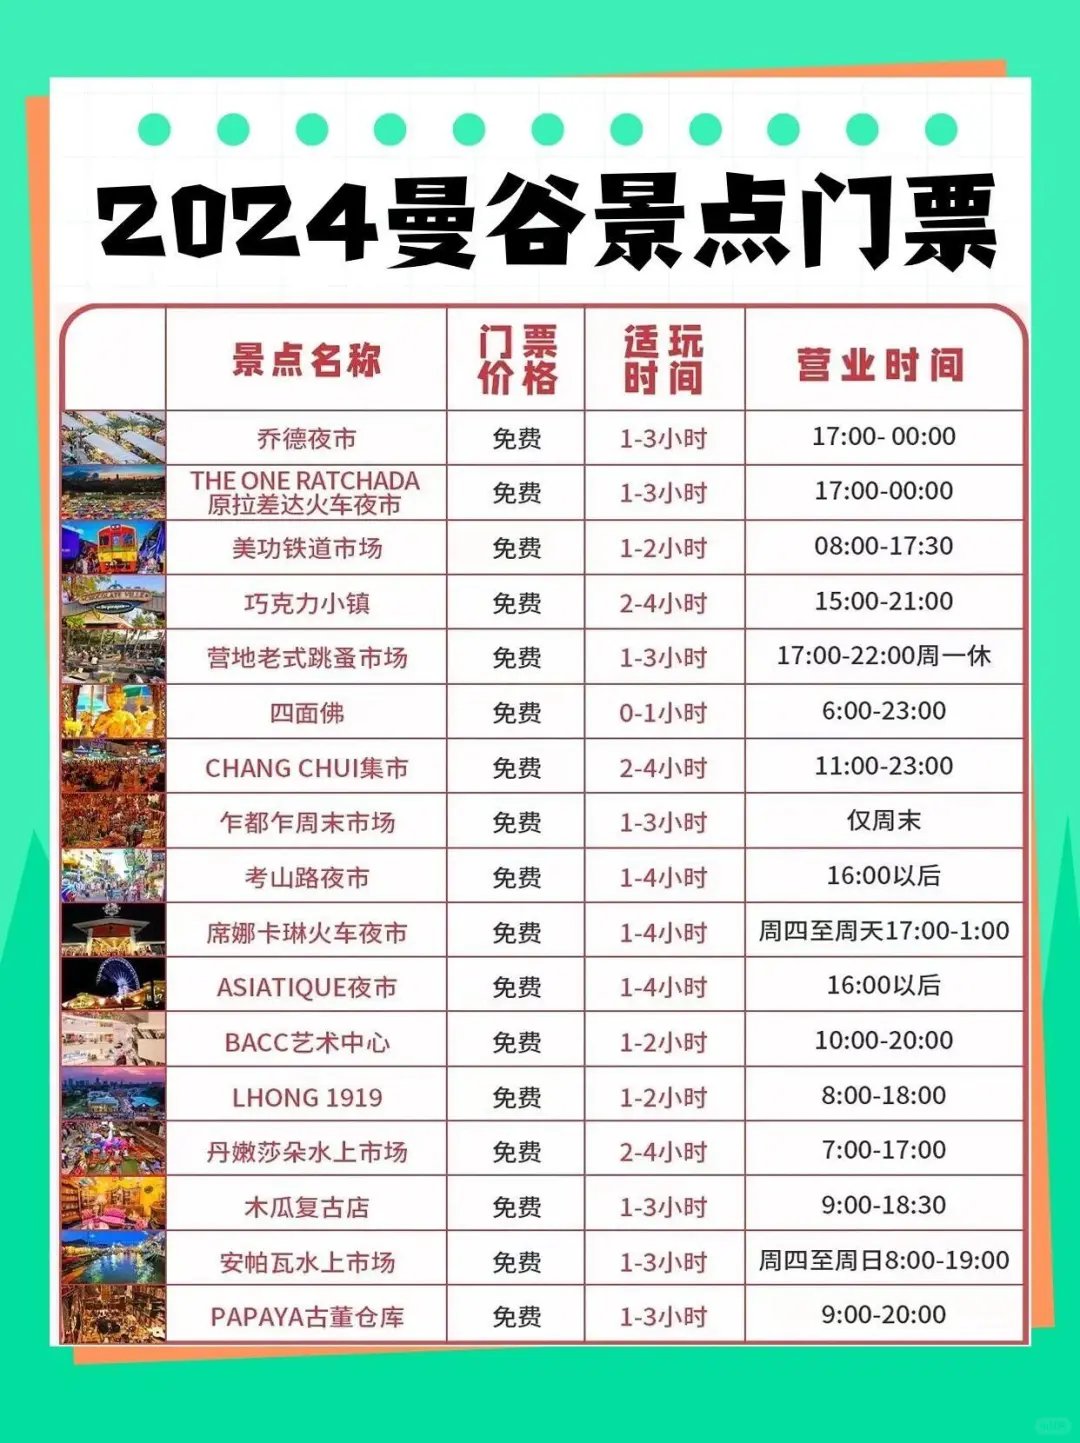 2024曼谷景点门票
景点名称
门票
价格
适玩
时间
营业时间
乔德夜市 免费 1-3小时 17:00- 00:00
THE ONE RATCHADA
原拉差达火车夜市 免费 1-3小时 17:00-00:00
美功铁道市场 免费 1-2小时 08:00-17:30
巧克力小镇 免费 2-4小时 15:00-21:00
营地老式跳蚤市场 免费 1-3小时 17:00-22:00周一休
四面佛 免费 0-1小时 6:00-23:00
CHANG CHUI集市 免费 2-4小时 11:00-23:00
乍都乍周末市场 免费 1-3小时 仅周末
考山路夜市 免费 1-4小时 16:00以后
席娜卡琳火车夜市 免费 1-4小时 周四至周天17:00-1:00
ASIATIQUE夜市 免费 1-4小时 16:00以后
BACC艺术中心 免费 1-2小时 10:00-20:00
LHONG 1919 免费 1-2小时 8:00-18:00
丹嫩莎朵水上市场 免费 2-4小时 7:00-17:00
木瓜复古店 免费 1-3小时 9:00-18:30
安帕瓦水上市场 免费 1-3小时 周四至周日8:00-19:00
PAPAYA古董仓库 免费 1-3小时 9:00-20:00